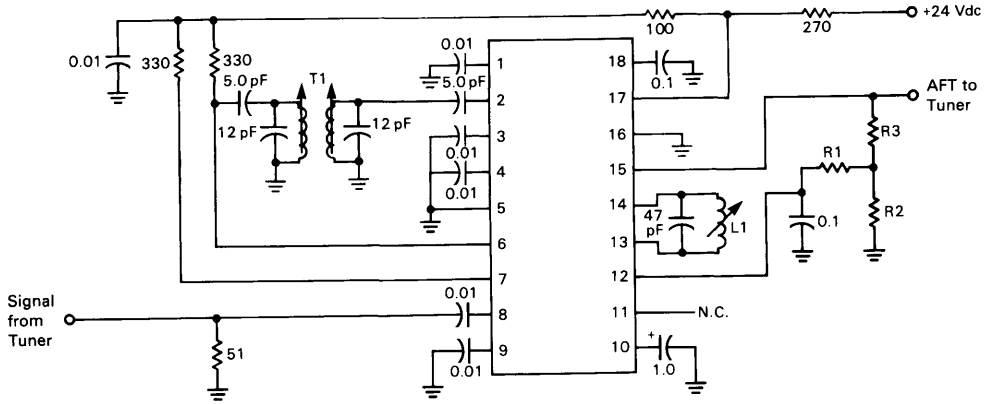 +24 Vdc
100
270
0.01
330
330
0.01
1
18
0.1
5.0 pF
T1
5.0 pF
2
17
AFT to
Tuner
12 pF
12 pF
3
0.01
16
R3
R1
4
0.01
15
5
14
47
pF
L1
0.1
R2
6
13
7
12
Signal
from
Tuner
0.01
8
11
N.C.
51
9
0.01
10
+
1.0